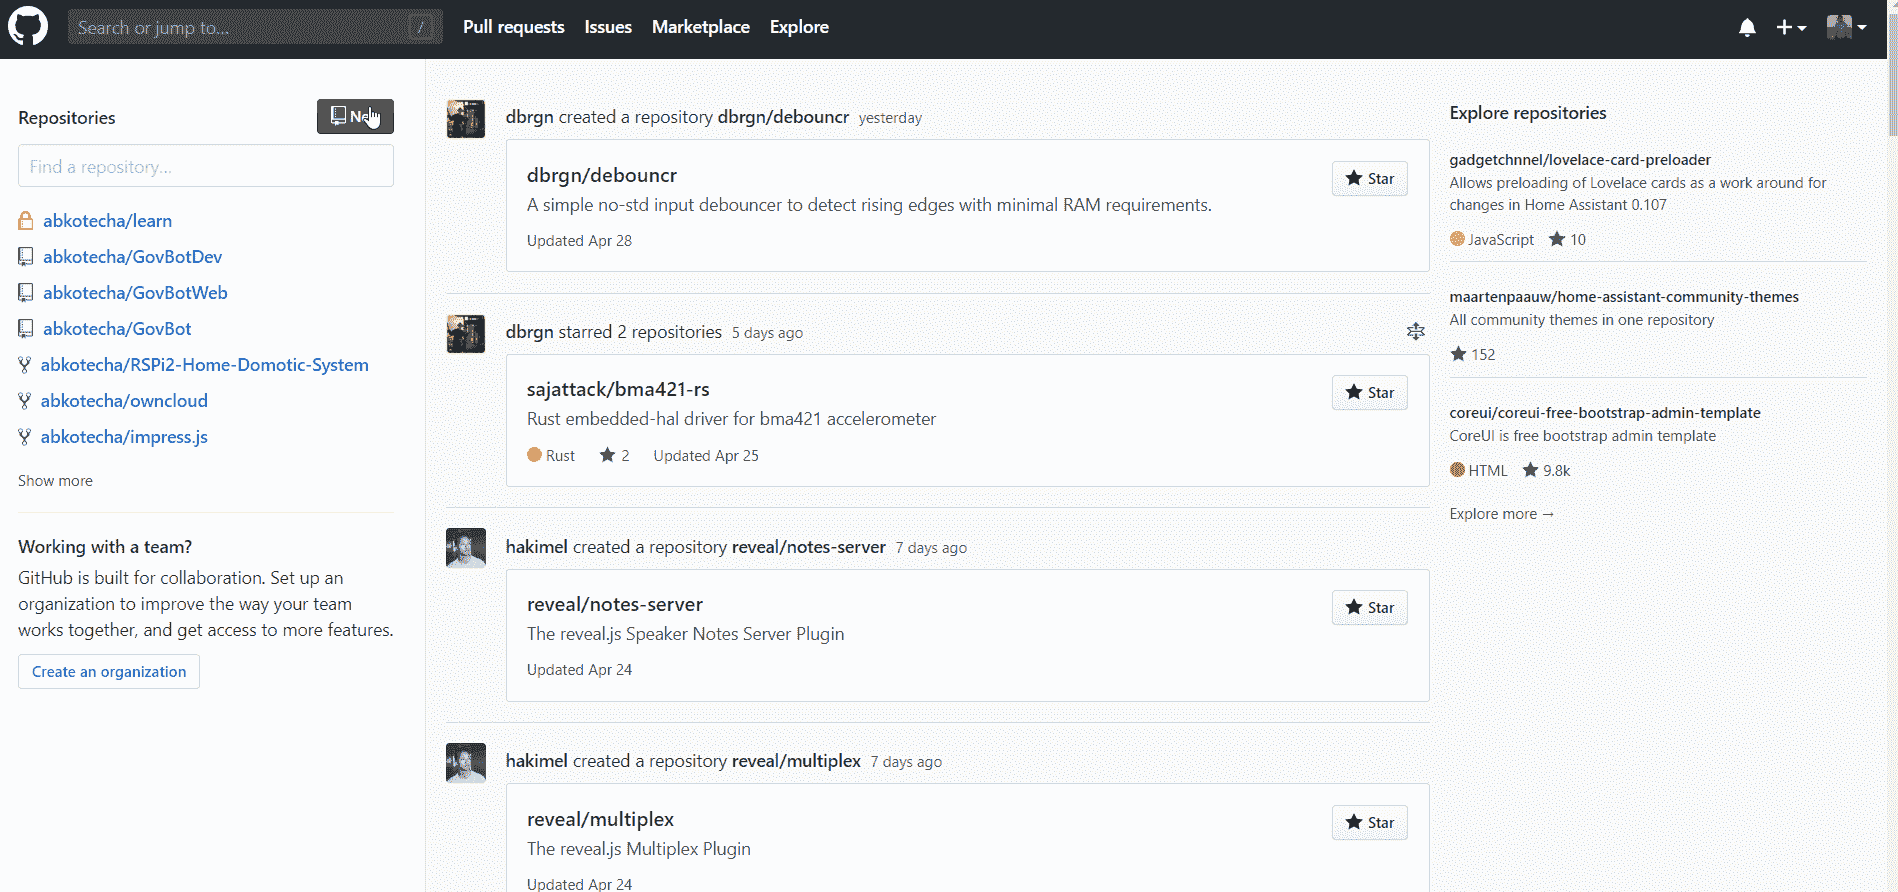 Search or jump to...
/
Pull requests
Issues
Marketplace
Explore
Repositories
Find a repository...
abkotecha/learn
abkotecha/GovBotDev
abkotecha/GovBotWeb
abkotecha/GovBot
abkotecha/RSPi2-Home-Domotic-System
abkotecha/owncloud
abkotecha/impress.js
Show more
Working with a team?
GitHub is built for collaboration. Set up an
organization to improve the way your team
works together, and get access to more features.
Create an organization
dbrgn created a repository dbrgn/debouncr yesterday
dbrgn/debouncr
Star
A simple no-std input debouncer to detect rising edges with minimal RAM requirements.
Updated Apr 28
dbrgn starred 2 repositories 5 days ago
sajattack/bma421-rs
Star
Rust embedded-hal driver for bma421 accelerometer
Rust 2 Updated Apr 25
hakimel created a repository reveal/notes-server 7 days ago
reveal/notes-server
Star
The reveal.js Speaker Notes Server Plugin
Updated Apr 24
hakimel created a repository reveal/multiplex 7 days ago
reveal/multiplex
Star
The reveal.js Multiplex Plugin
Updated Apr 24
Explore repositories
gadgetchnnel/lovelace-card-preloader
Allows preloading of Lovelace cards as a work around for
changes in Home Assistant 0.107
JavaScript 10
maartenpaauw/home-assistant-community-themes
All community themes in one repository
152
coreui/coreui-free-bootstrap-admin-template
CoreUI is free bootstrap admin template
HTML 9.8k
Explore more →